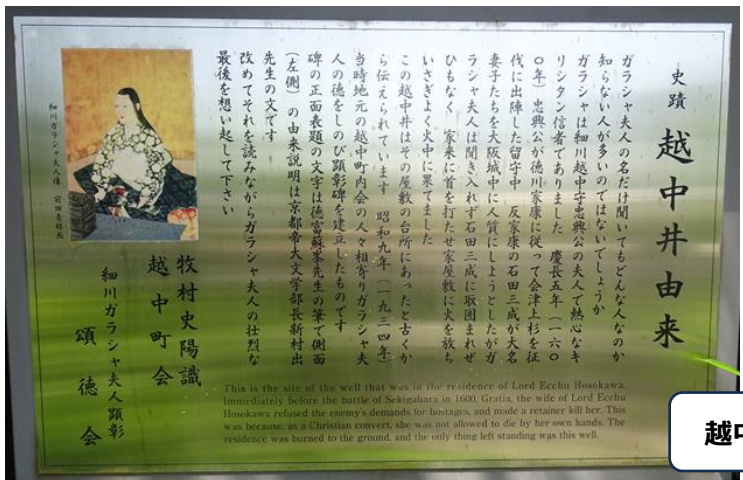 史蹟 越中井由来
ガラシャ夫人の名だけ聞いてもどんな人なのか
知らない人が多いのではないでしょうか
ガラシャは細川越中守忠興公の夫人で熱心なキ
リシタン信者でありました 慶長五年(一六〇
〇年)忠興公が徳川家康に従って会津上杉を征
伐に出陣した留守中 反家康の石田三成が大名
妻子たちを大阪城中に人質にしようとしたがガ
ラシャ夫人は聞き入れず石田三成に取囲まれぜ
ひもなく 家来に首を打たせ家屋敷に火を放ち
いさぎよく火中に果てました
この越中井はその屋敷の台所にあったと古くか
ら伝えられています 昭和九年(一九三四年)
当時地元の越中町内会の人々相寄りガラシャ夫
人の徳をしのび顕彰碑を建立したものです
碑の正面表題の文字は徳富蘇峯先生の筆で側面
(左側)の由来説明は京都帝大文学部長新村出
先生の文です
改めてそれを読みながらガラシャ夫人の壮烈な
最後を想い起して下さい
牧村史陽識
越中町会
細川ガラシャ夫人顕彰
頌徳会
細川ガラシャ夫人像 前田青邨画
This is the site of the well that was in the residence of Lord Ecchu Hosokawa.
Immediately before the battle of Sekigahara in 1600, Gratia, the wife of Lord Ecchu
Hosokawa refused the enemy's demands for hostages, and made a retainer kill her. This
was because, as a Christian convert, she was not allowed to die by her own hands. The
residence was burned to the ground, and the only thing left standing was this well.
越中